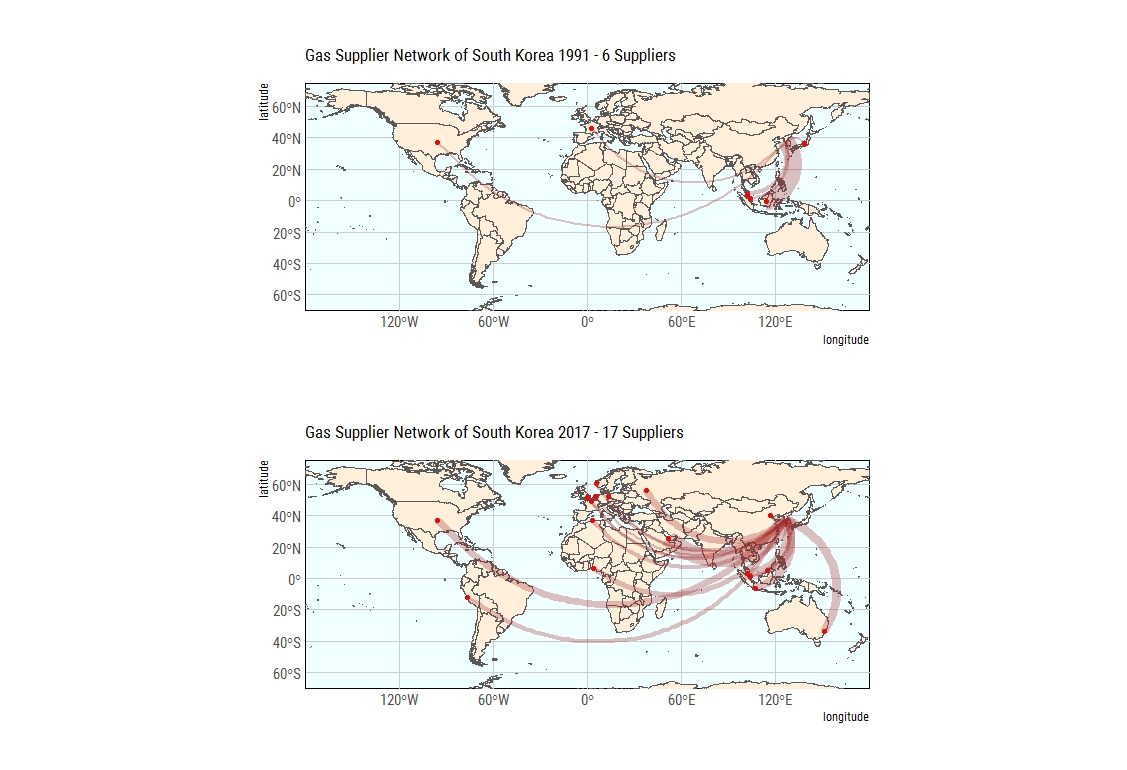 Gas Supplier Network of South Korea 1991 - 6 Suppliers
latitude
60°N
40°N
20°N
0°
20°S
40°S
60°S
120°W 60°W 0° 60°E 120°E
longitude
Gas Supplier Network of South Korea 2017 - 17 Suppliers
latitude
60°N
40°N
20°N
0°
20°S
40°S
60°S
120°W 60°W 0° 60°E 120°E
longitude